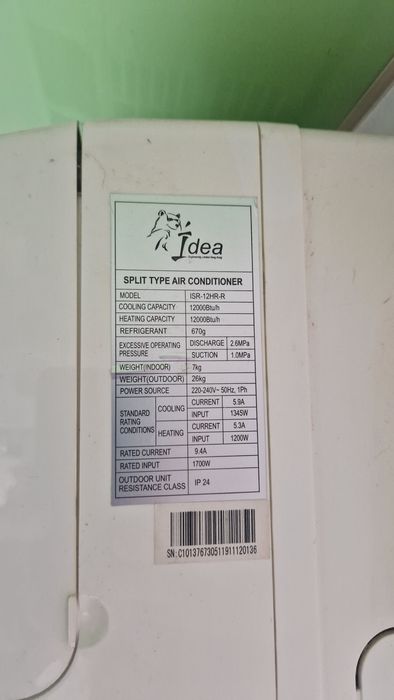 Idea
SPLIT TYPE AIR CONDITIONER
MODEL ISR-12HR-R
COOLING CAPACITY 12000Btu/h
HEATING CAPACITY 12000Btu/h
REFRIGERANT 670g
EXCESSIVE OPERATING PRESSURE DISCHARGE 2.6MPa
SUCTION 1.0MPa
WEIGHT(INDOOR) 7kg
WEIGHT(OUTDOOR) 26kg
POWER SOURCE 220-240V~ 50Hz, 1Ph
STANDARD RATING CONDITIONS COOLING CURRENT 5.9A
INPUT 1345W
HEATING CURRENT 5.3A
INPUT 1200W
RATED CURRENT 9.4A
RATED INPUT 1700W
OUTDOOR UNIT RESISTANCE CLASS IP 24
SN: C101376730511911120136